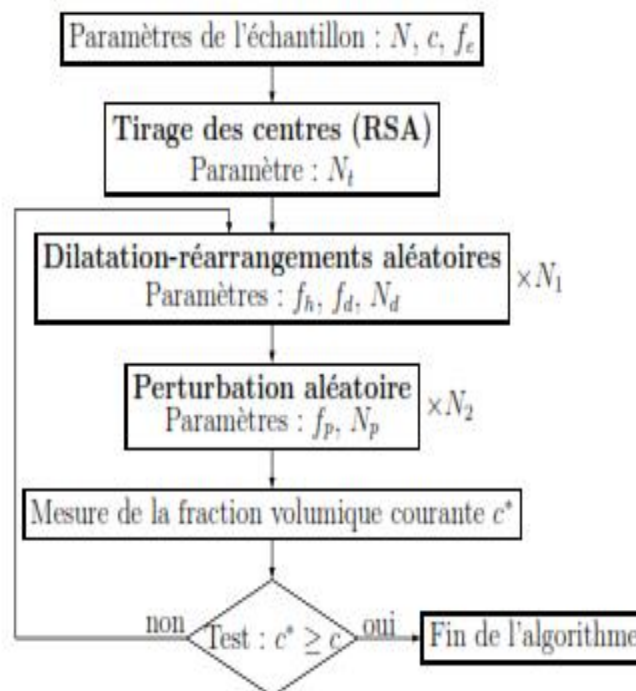 Paramètres de l'échantillon : N, c, f_e
Tirage des centres (RSA)
Paramètre : N_t
Dilatation-réarrangements aléatoires
Paramètres : f_h, f_d, N_d
×N_1
Perturbation aléatoire
Paramètres : f_p, N_p
×N_2
Mesure de la fraction volumique courante c*
non
Test : c* ≥ c
oui
Fin de l'algorithme